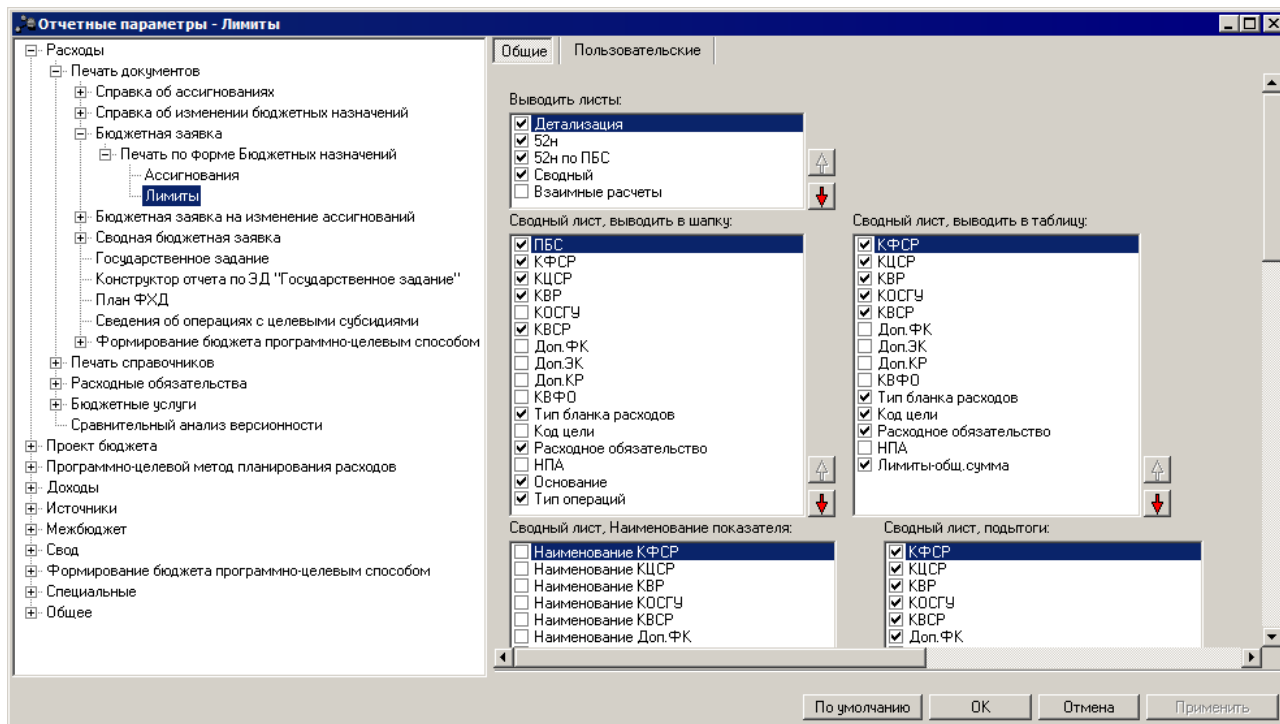 Отчетные параметры - Лимиты
Расходы
Печать документов
Справка об ассигнованиях
Справка об изменении бюджетных назначений
Бюджетная заявка
Печать по форме Бюджетных назначений
Ассигнования
Лимиты
Бюджетная заявка на изменение ассигнований
Сводная бюджетная заявка
Государственное задание
Конструктор отчета по ЭД "Государственное задание"
План ФХД
Сведения об операциях с целевыми субсидиями
Формирование бюджета программно-целевым способом
Печать справочников
Расходные обязательства
Бюджетные услуги
Сравнительный анализ версионности
Проект бюджета
Программно-целевой метод планирования расходов
Доходы
Источники
Межбюджет
Свод
Формирование бюджета программно-целевым способом
Специальные
Общее
Общие
Пользовательские
Выводить листы:
Детализация
52н
52н по ПБС
Сводный
Взаимные расчеты
Сводный лист, выводить в шапку:
ПБС
КФСР
КЦСР
КВР
КОСГУ
КВСР
Доп.ФК
Доп.ЭК
Доп.КР
КВФО
Тип бланка расходов
Код цели
Расходное обязательство
НПА
Основание
Тип операций
Сводный лист, выводить в таблицу:
КФСР
КЦСР
КВР
КОСГУ
КВСР
Доп.ФК
Доп.ЭК
Доп.КР
КВФО
Тип бланка расходов
Код цели
Расходное обязательство
НПА
Лимиты-общ.сумма
Сводный лист, Наименование показателя:
Наименование КФСР
Наименование КЦСР
Наименование КВР
Наименование КОСГУ
Наименование КВСР
Наименование Доп.ФК
Сводный лист, подытоги:
КФСР
КЦСР
КВР
КОСГУ
КВСР
Доп.ФК
По умолчанию
OK
Отмена
Применить